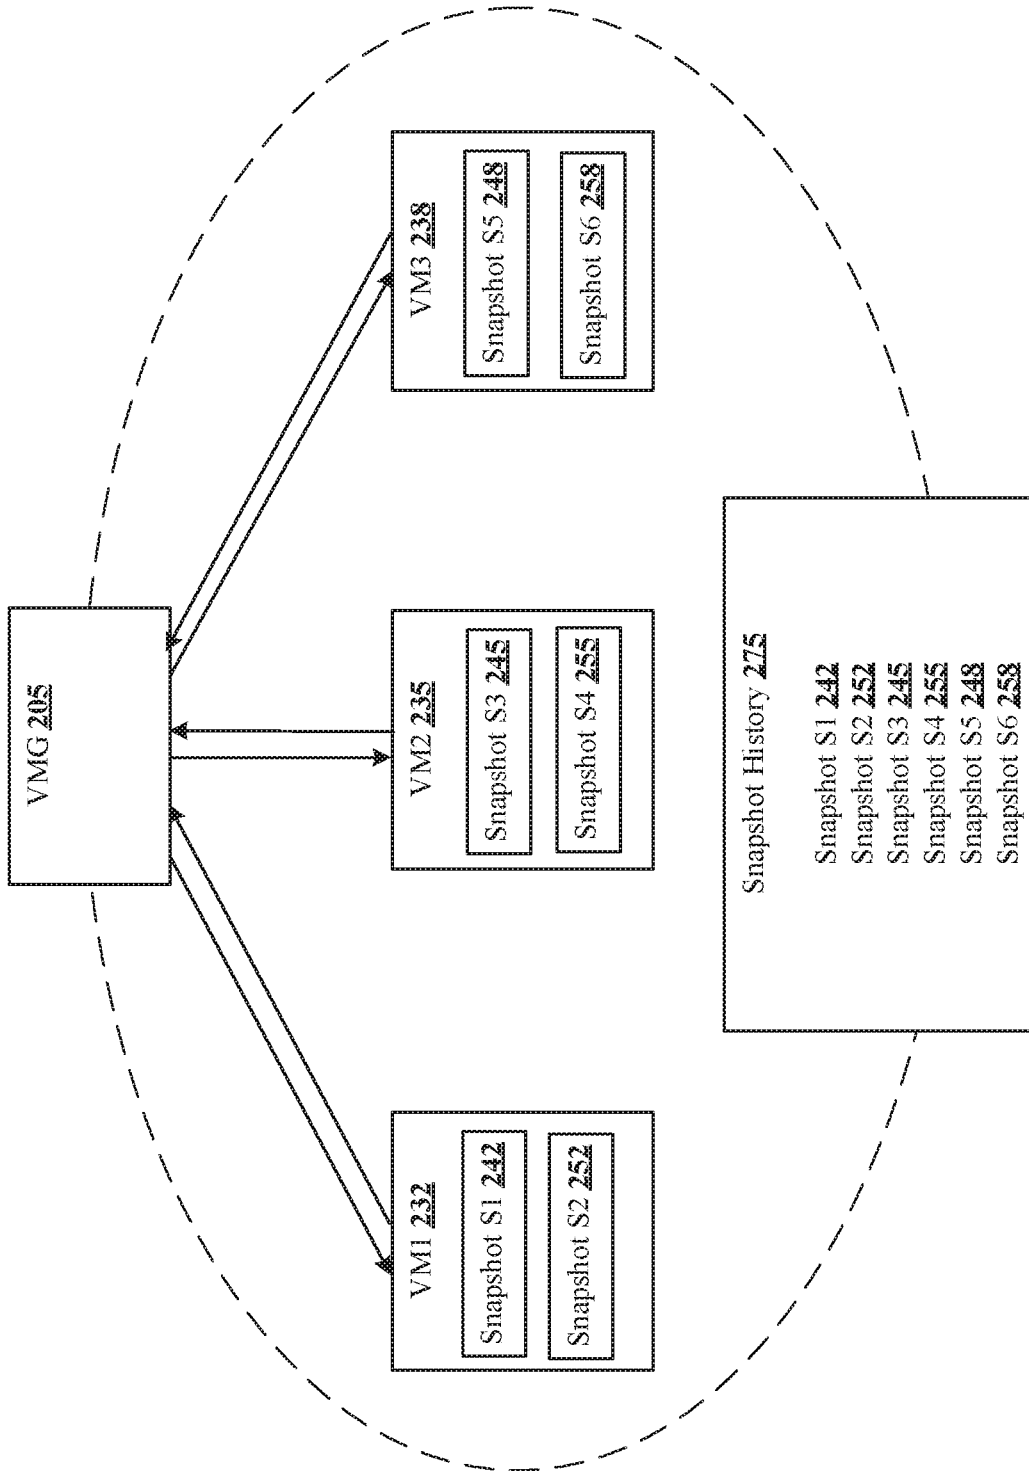 VMG 205
VM1 232
Snapshot S1 242
Snapshot S2 252
VM2 235
Snapshot S3 245
Snapshot S4 255
VM3 238
Snapshot S5 248
Snapshot S6 258
Snapshot History 275
Snapshot S1 242
Snapshot S2 252
Snapshot S3 245
Snapshot S4 255
Snapshot S5 248
Snapshot S6 258